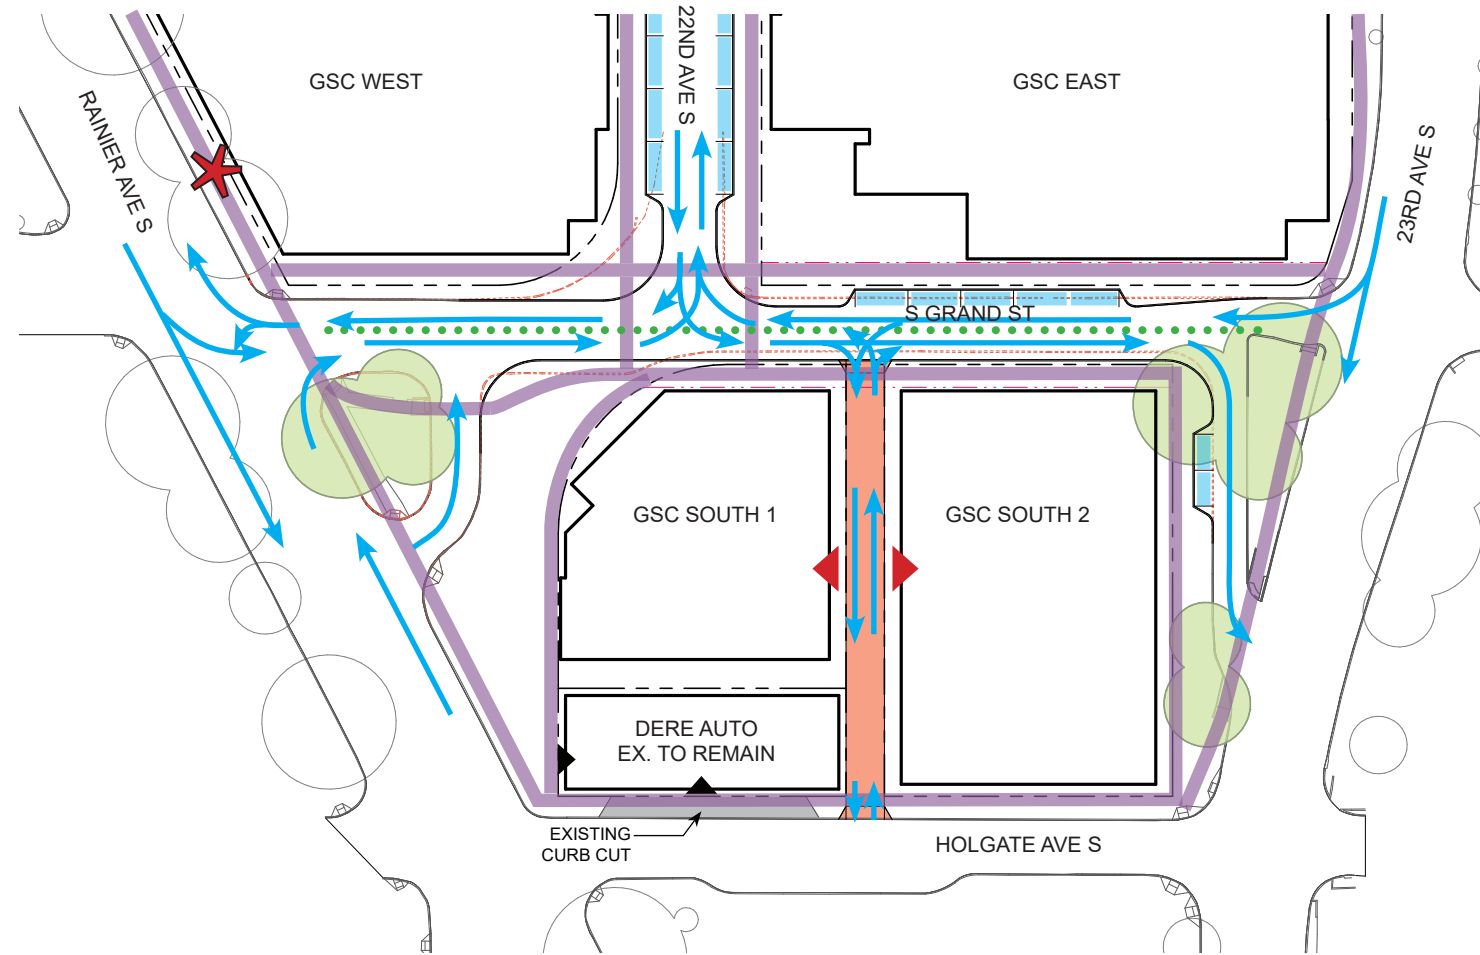 GSC WEST
22ND AVE S
GSC EAST
RAINIER AVE S
23RD AVE S
S GRAND ST
GSC SOUTH 1
GSC SOUTH 2
DERE AUTO
EX. TO REMAIN
EXISTING
CURB CUT
HOLGATE AVE S